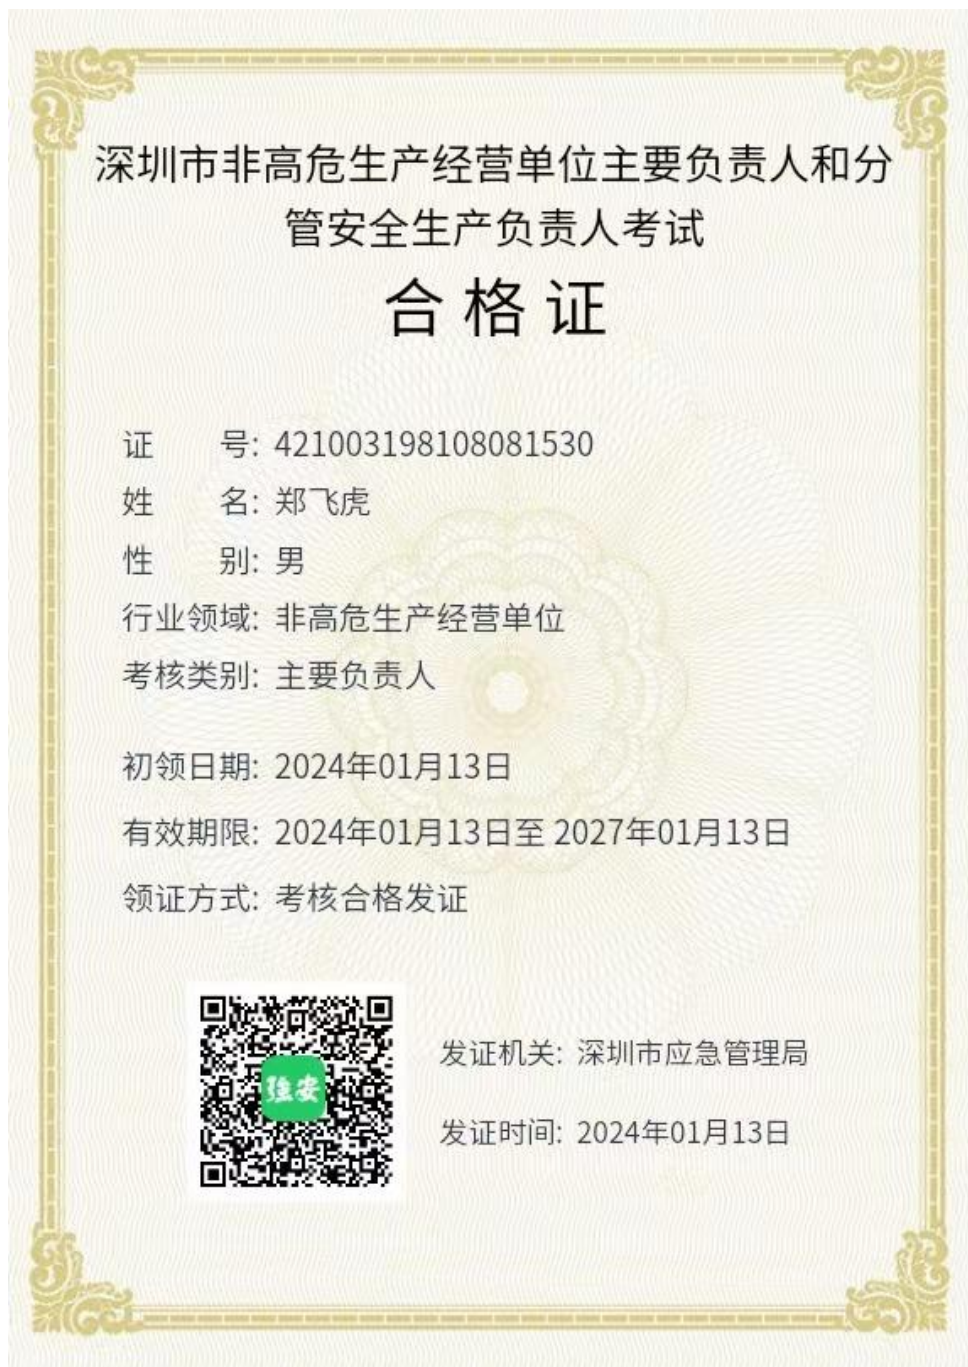 深圳市非高危生产经营单位主要负责人和分
管安全生产负责人考试
合格证
证 号: 421003198108081530
姓 名: 郑飞虎
性 别: 男
行业领域: 非高危生产经营单位
考核类别: 主要负责人
初领日期: 2024年01月13日
有效期限: 2024年01月13日至 2027年01月13日
领证方式: 考核合格发证
强安
发证机关: 深圳市应急管理局
发证时间: 2024年01月13日